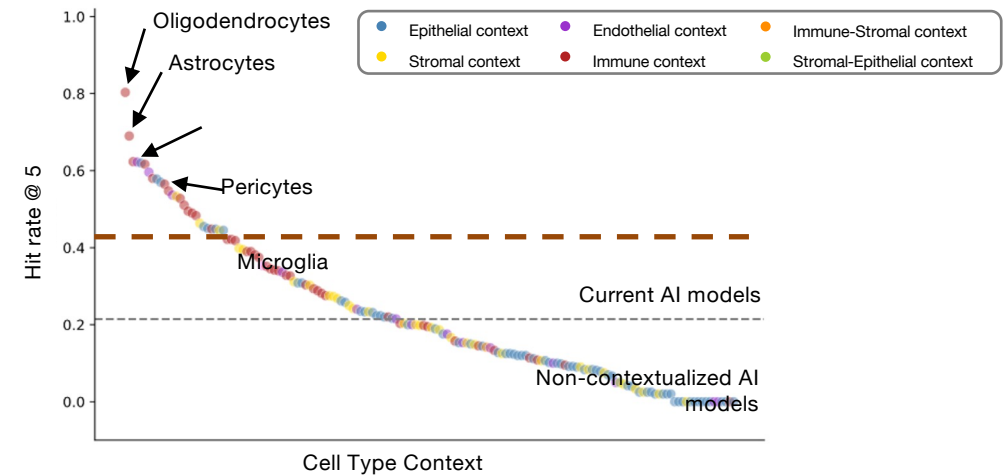 1.0
Oligodendrocytes
Epithelial context
Endothelial context
Immune-Stromal context
Stromal context
Immune context
Stromal-Epithelial context
Astrocytes
0.8
0.6
Pericytes
Hit rate @ 5
0.4
Microglia
Current AI models
0.2
Non-contextualized AI
models
0.0
Cell Type Context